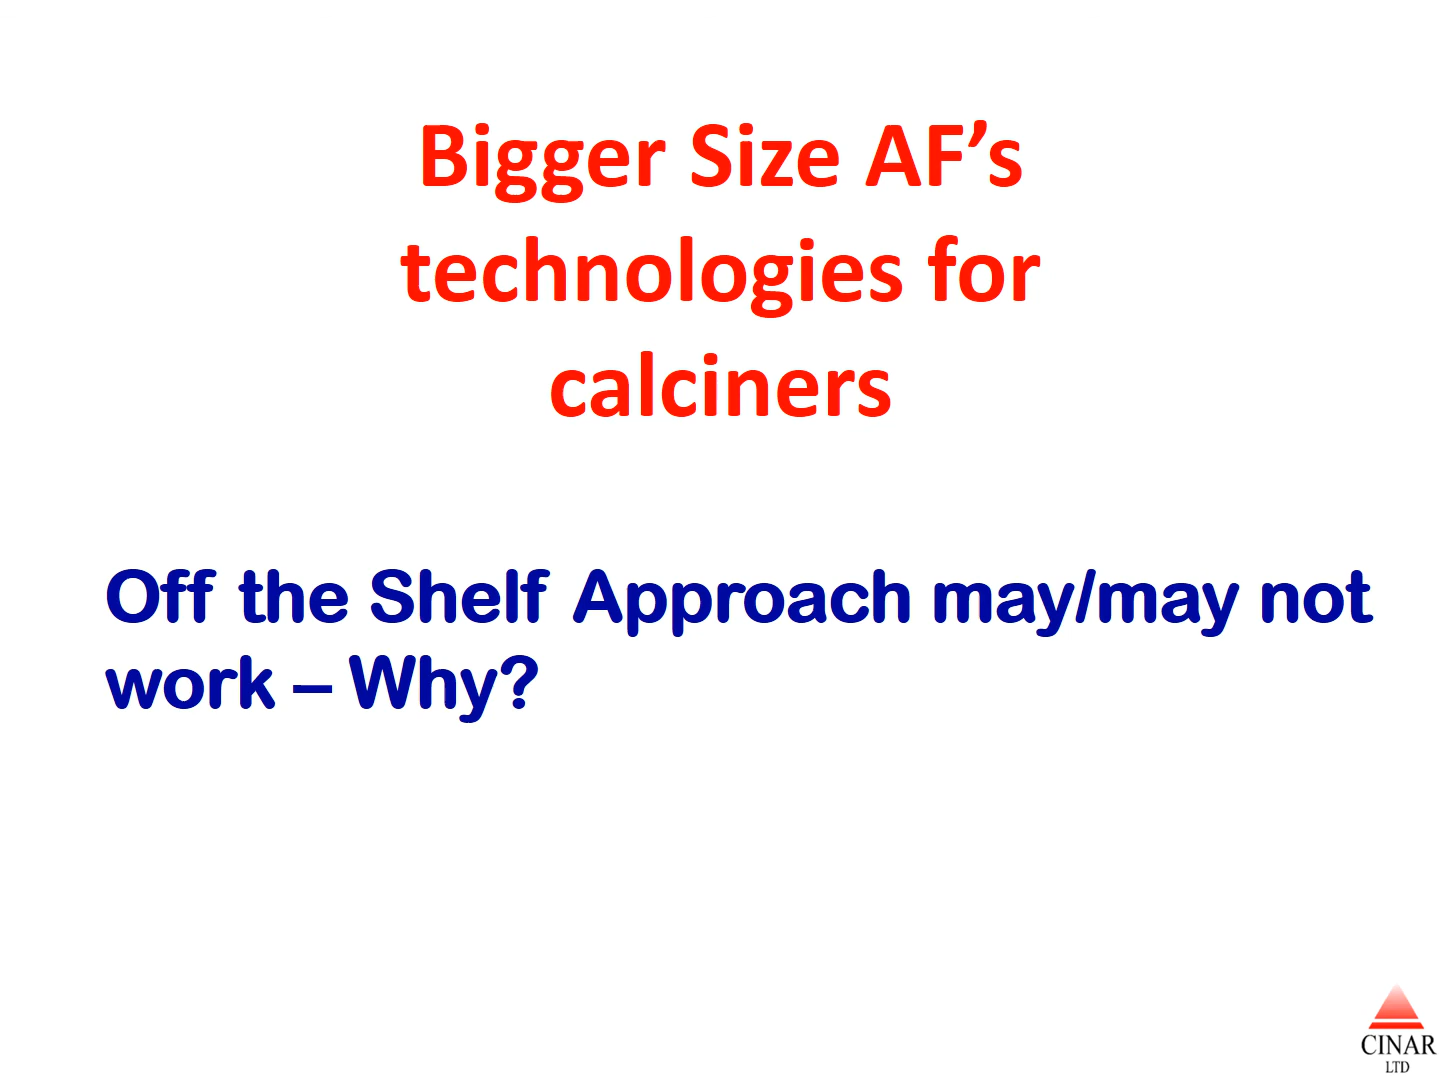 Bigger Size AF’s
technologies for
calciners
Off the Shelf Approach may/may not
work – Why?
CINAR
LTD